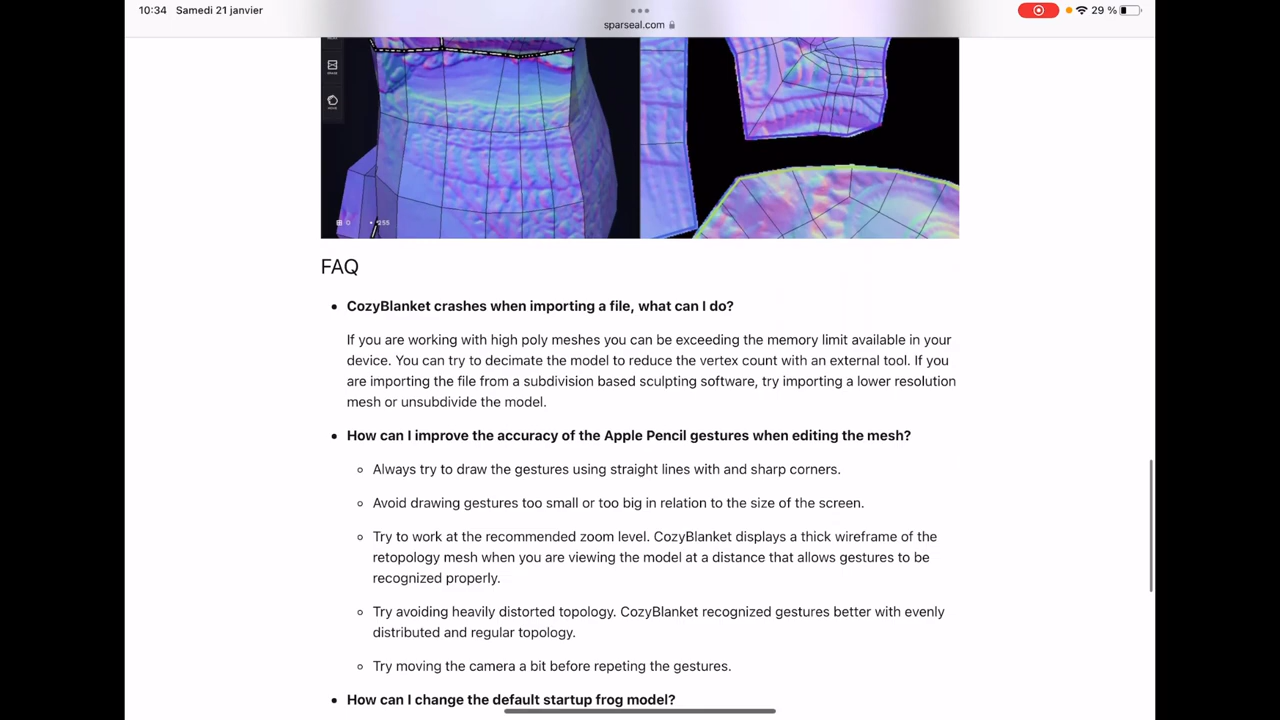 10:34 Samedi 21 janvier
29 %
sparseal.com
0
255
FAQ
• CozyBlanket crashes when importing a file, what can I do?
If you are working with high poly meshes you can be exceeding the memory limit available in your
device. You can try to decimate the model to reduce the vertex count with an external tool. If you
are importing the file from a subdivision based sculpting software, try importing a lower resolution
mesh or unsubdivide the model.
• How can I improve the accuracy of the Apple Pencil gestures when editing the mesh?
◦ Always try to draw the gestures using straight lines with and sharp corners.
◦ Avoid drawing gestures too small or too big in relation to the size of the screen.
◦ Try to work at the recommended zoom level. CozyBlanket displays a thick wireframe of the
retopology mesh when you are viewing the model at a distance that allows gestures to be
recognized properly.
◦ Try avoiding heavily distorted topology. CozyBlanket recognized gestures better with evenly
distributed and regular topology.
◦ Try moving the camera a bit before repeting the gestures.
• How can I change the default startup frog model?